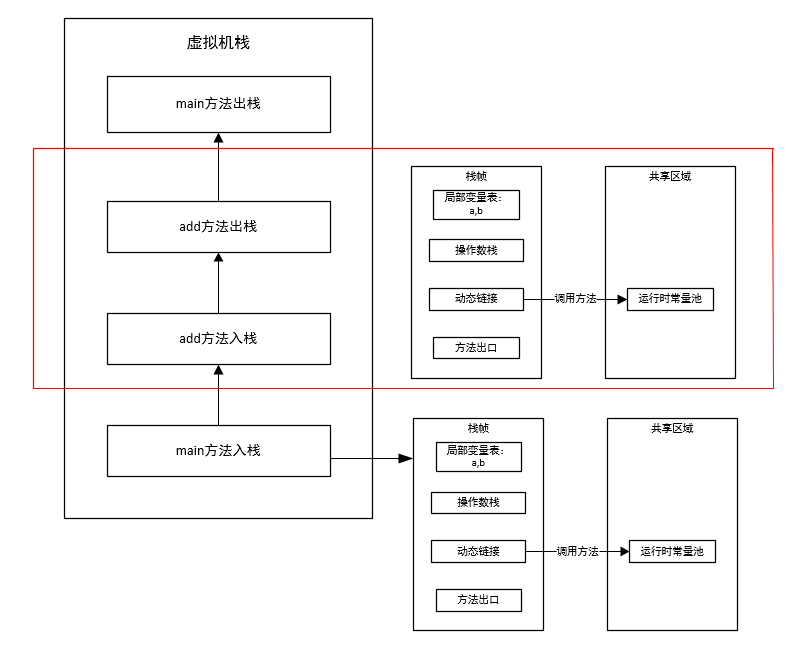 虚拟机栈
main方法出栈
add方法出栈
add方法入栈
main方法入栈
栈帧
局部变量表：
a,b
操作数栈
动态链接
方法出口
调用方法
共享区域
运行时常量池
栈帧
局部变量表：
a,b
操作数栈
动态链接
方法出口
调用方法
共享区域
运行时常量池